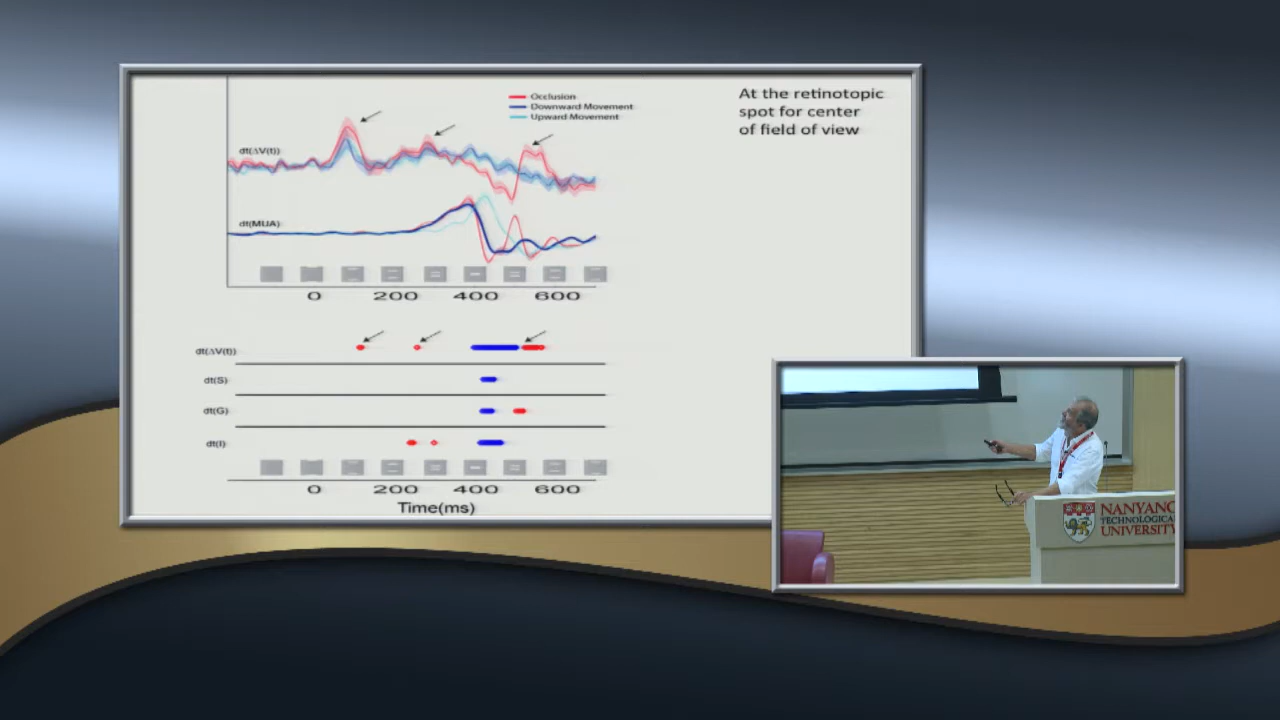 At the retinotopic
spot for center
of field of view
Occlusion
Downward Movement
Upward Movement
dt(ΔV(t))
dt(MUA)
0 200 400 600
dt(ΔV(t))
dt(S)
dt(G)
dt(I)
0 200 400 600
Time(ms)
NANYANG
TECHNOLOGICAL
UNIVERSITY